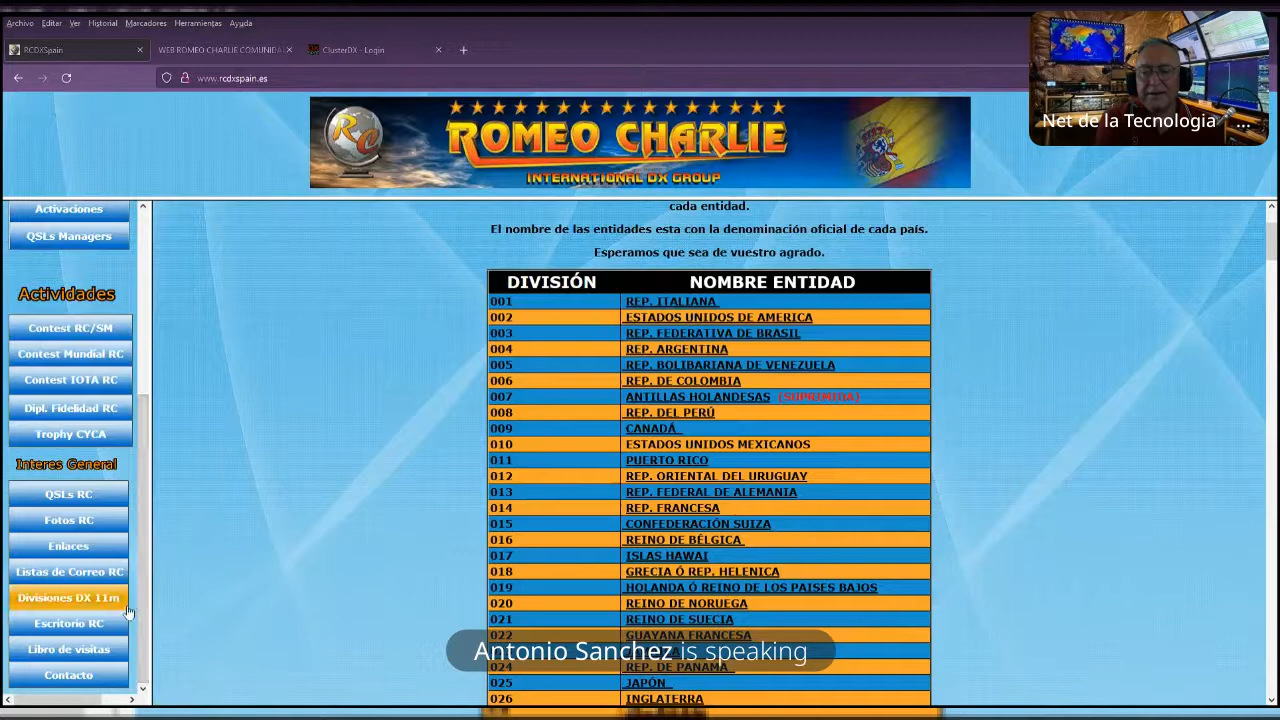 Archivo Editar Ver Historial Marcadores Herramientas Ayuda
RCDXSpain
WEB ROMEO CHARLIE COMUNIDA
ClusterDX - Login
www.rcdxspain.es
Net de la Tecnologia ...
RC
ROMEO CHARLIE
INTERNATIONAL DX GROUP
Activaciones
QSLs Managers
Actividades
Contest RC/SM
Contest Mundial RC
Contest IOTA RC
Dipl. Fidelidad RC
Trophy CYCA
Interes General
QSLs RC
Fotos RC
Enlaces
Listas de Correo RC
Divisiones DX 11m
Escritorio RC
Libro de visitas
Contacto
cada entidad.
El nombre de las entidades esta con la denominación oficial de cada país.
Esperamos que sea de vuestro agrado.
DIVISIÓN NOMBRE ENTIDAD
001 REP. ITALIANA
002 ESTADOS UNIDOS DE AMERICA
003 REP. FEDERATIVA DE BRASIL
004 REP. ARGENTINA
005 REP. BOLIBARIANA DE VENEZUELA
006 REP. DE COLOMBIA
007 ANTILLAS HOLANDESAS (SUPRIMIDA)
008 REP. DEL PERÚ
009 CANADÁ
010 ESTADOS UNIDOS MEXICANOS
011 PUERTO RICO
012 REP. ORIENTAL DEL URUGUAY
013 REP. FEDERAL DE ALEMANIA
014 REP. FRANCESA
015 CONFEDERACIÓN SUIZA
016 REINO DE BÉLGICA
017 ISLAS HAWAI
018 GRECIA Ó REP. HELENICA
019 HOLANDA Ó REINO DE LOS PAISES BAJOS
020 REINO DE NORUEGA
021 REINO DE SUECIA
022 GUAYANA FRANCESA
Antonio Sanchez is speaking
024 REP. DE PANAMÁ
025 JAPÓN
026 INGLATERRA